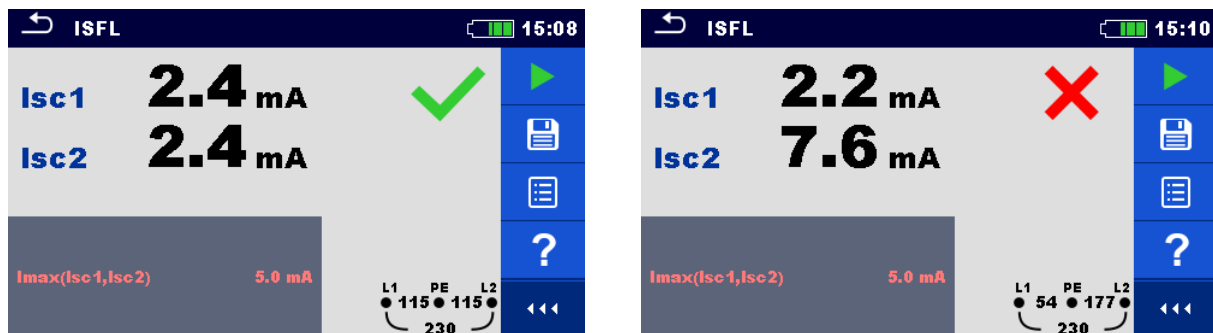 ISFL 15:08
Isc1 2.4 mA
Isc2 2.4 mA
Imax(Isc1,Isc2) 5.0 mA
?
L1 PE L2
115 115
230
ISFL 15:10
Isc1 2.2 mA
Isc2 7.6 mA
Imax(Isc1,Isc2) 5.0 mA
?
L1 PE L2
54 177
230